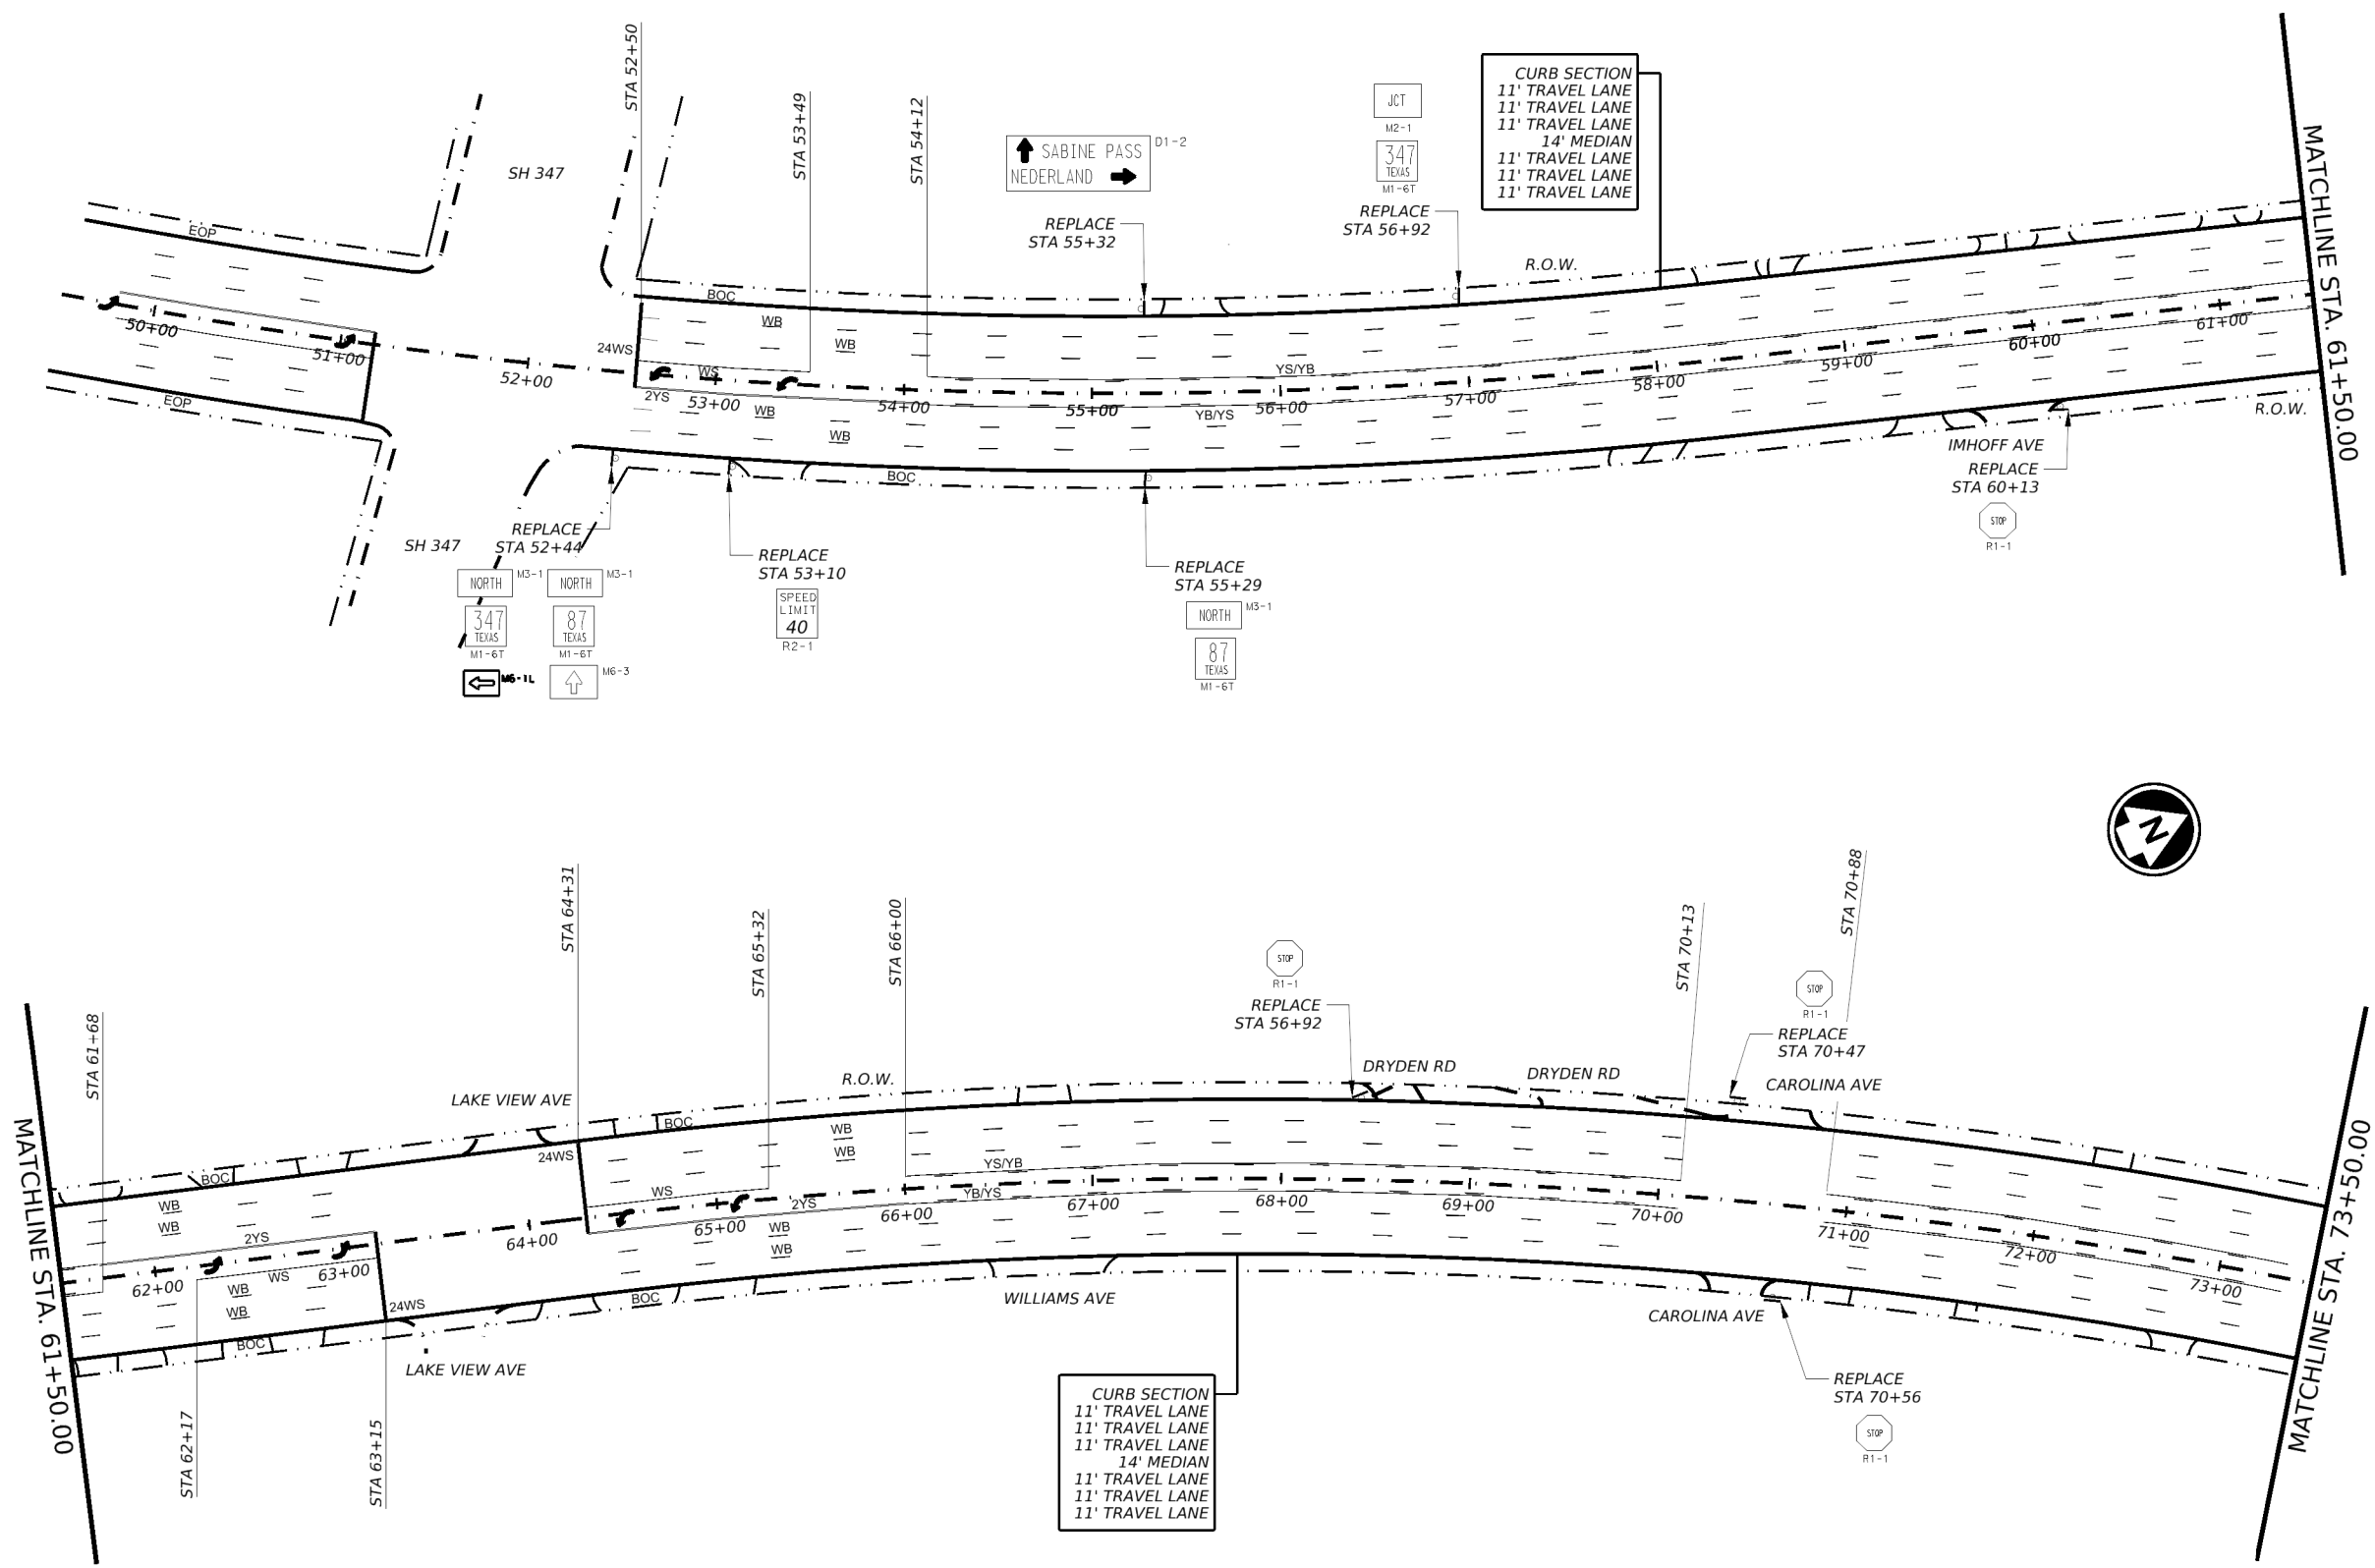 STA 52+50
STA 53+49
STA 54+12
SH 347
SABINE PASS
NEDERLAND
D1-2
REPLACE
STA 55+32
JCT
M2-1
347
TEXAS
M1-6T
REPLACE
STA 56+92
CURB SECTION
11' TRAVEL LANE
11' TRAVEL LANE
11' TRAVEL LANE
14' MEDIAN
11' TRAVEL LANE
11' TRAVEL LANE
11' TRAVEL LANE
R.O.W.
MATCHLINE STA. 61+50.00
EOP
BOC
WB
WB
24WS
WS
YS/YB
50+00
51+00
52+00
2YS
53+00
54+00
55+00
56+00
57+00
58+00
59+00
60+00
61+00
WB
WB
YB/YS
EOP
BOC
R.O.W.
IMHOFF AVE
REPLACE
STA 60+13
STOP
R1-1
SH 347
REPLACE
STA 52+44
NORTH
M3-1
NORTH
M3-1
347
TEXAS
M1-6T
87
TEXAS
M1-6T
M6-1L
M6-3
REPLACE
STA 53+10
SPEED
LIMIT
40
R2-1
REPLACE
STA 55+29
NORTH
M3-1
87
TEXAS
M1-6T
N
STA 61+68
STA 64+31
STA 65+32
STA 66+00
STOP
R1-1
REPLACE
STA 56+92
STA 70+13
STA 70+88
STOP
R1-1
REPLACE
STA 70+47
LAKE VIEW AVE
R.O.W.
DRYDEN RD
DRYDEN RD
CAROLINA AVE
MATCHLINE STA. 61+50.00
MATCHLINE STA. 73+50.00
BOC
BOC
24WS
WB
WB
WB
WB
2YS
WS
2YS
YS/YB
YB/YS
62+00
63+00
64+00
65+00
66+00
67+00
68+00
69+00
70+00
71+00
72+00
73+00
WS
WB
WB
24WS
WB
WB
BOC
BOC
LAKE VIEW AVE
WILLIAMS AVE
CAROLINA AVE
STA 62+17
STA 63+15
CURB SECTION
11' TRAVEL LANE
11' TRAVEL LANE
11' TRAVEL LANE
14' MEDIAN
11' TRAVEL LANE
11' TRAVEL LANE
11' TRAVEL LANE
REPLACE
STA 70+56
STOP
R1-1